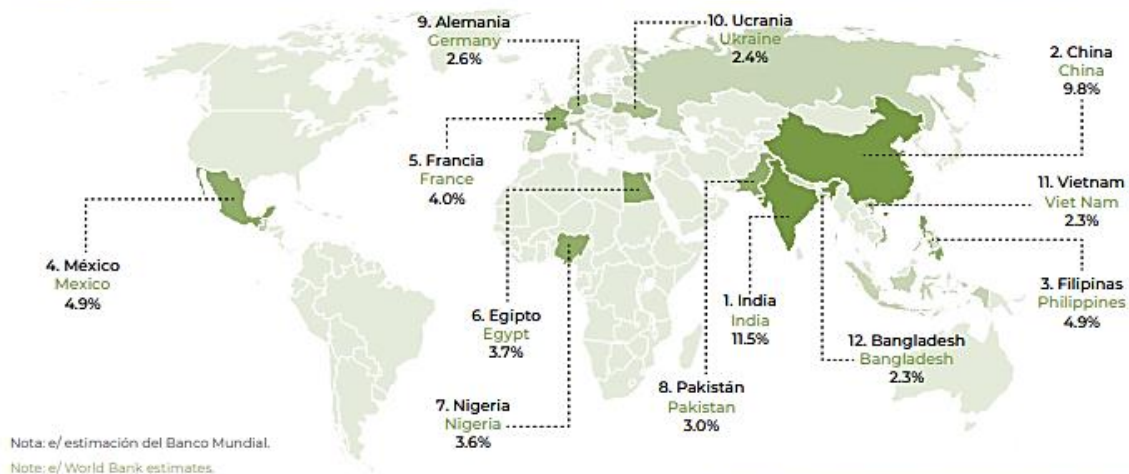 9. Alemania
Germany
2.6%
10. Ucrania
Ukraine
2.4%
2. China
China
9.8%
5. Francia
France
4.0%
11. Vietnam
Viet Nam
2.3%
4. México
Mexico
4.9%
6. Egipto
Egypt
3.7%
1. India
India
11.5%
3. Filipinas
Philippines
4.9%
12. Bangladesh
Bangladesh
2.3%
8. Pakistán
Pakistan
3.0%
7. Nigeria
Nigeria
3.6%
Nota: e/ estimación del Banco Mundial.
Note: e/ World Bank estimates.